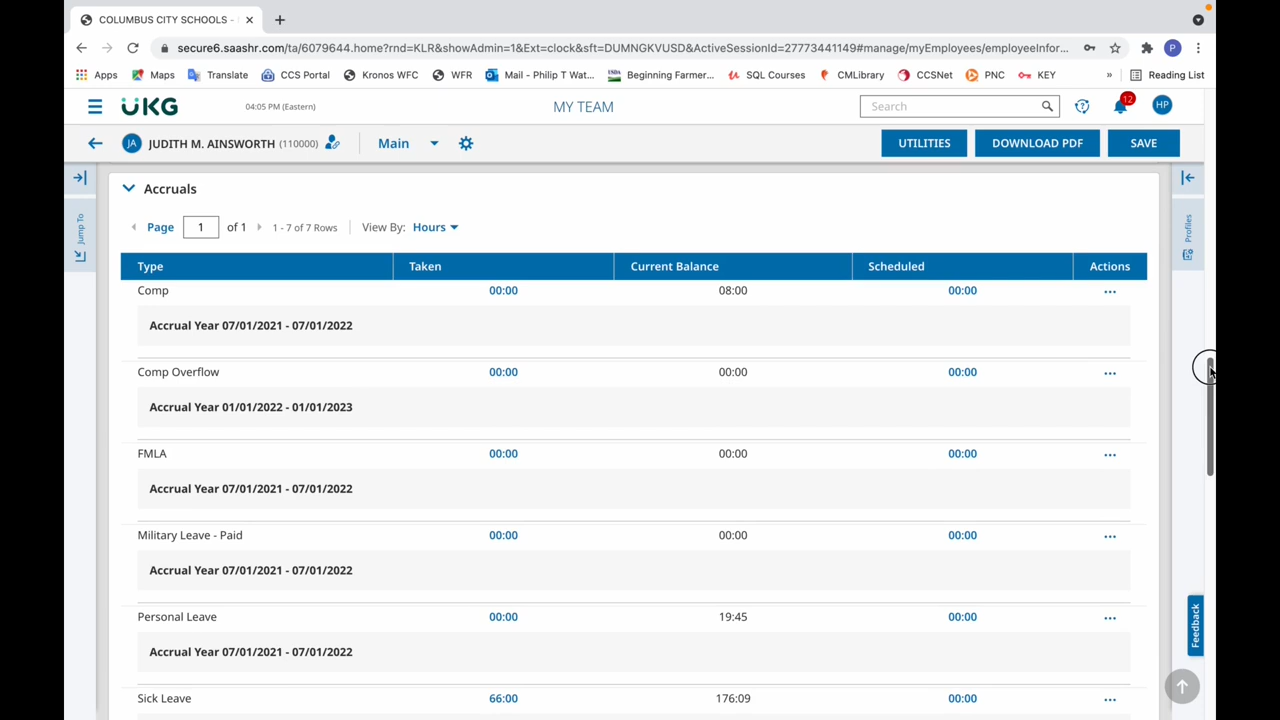 COLUMBUS CITY SCHOOLS -
secure6.saashr.com/ta/6079644.home?rnd=KLR&showAdmin=1&Ext=clock&sft=DUMNGKVUSD&ActiveSessionId=27773441149#manage/myEmployees/employeeInfor...
Apps Maps Translate CCS Portal Kronos WFC WFR Mail - Philip T Wat... Beginning Farmer... SQL Courses CMLibrary CCSNet PNC KEY » Reading List
UKG 04:05 PM (Eastern) MY TEAM Search 12 HP
JA JUDITH M. AINSWORTH (110000) Main UTILITIES DOWNLOAD PDF SAVE
Jump To
Profiles
Accruals
Page 1 of 1 1 - 7 of 7 Rows View By: Hours
Type Taken Current Balance Scheduled Actions
Comp 00:00 08:00 00:00 ...
Accrual Year 07/01/2021 - 07/01/2022
Comp Overflow 00:00 00:00 00:00 ...
Accrual Year 01/01/2022 - 01/01/2023
FMLA 00:00 00:00 00:00 ...
Accrual Year 07/01/2021 - 07/01/2022
Military Leave - Paid 00:00 00:00 00:00 ...
Accrual Year 07/01/2021 - 07/01/2022
Personal Leave 00:00 19:45 00:00 ...
Accrual Year 07/01/2021 - 07/01/2022
Feedback
Sick Leave 66:00 176:09 00:00 ...